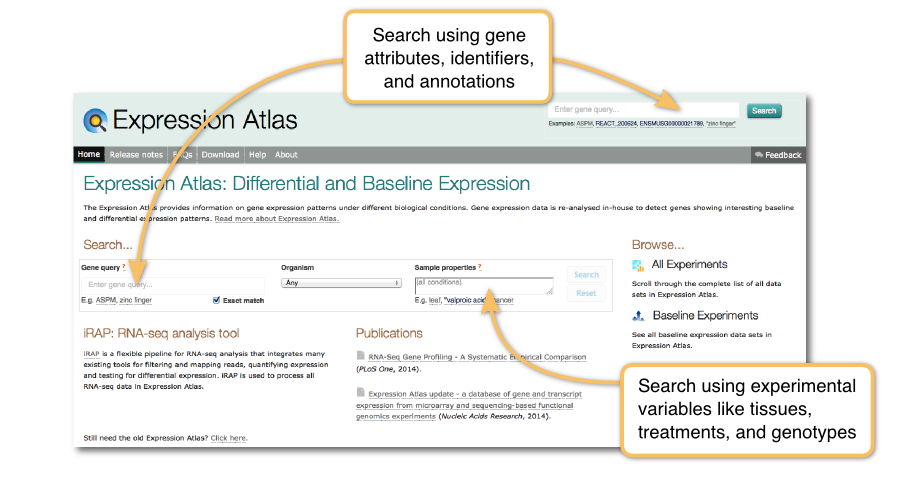 Search using gene
attributes, identifiers,
and annotations
Expression Atlas
Enter gene query...
Search
Examples: ASPM, REACT_200624, ENSMUSG00000021789, "zinc finger"
Home
Release notes
FAQs
Download
Help
About
Feedback
Expression Atlas: Differential and Baseline Expression
The Expression Atlas provides information on gene expression patterns under different biological conditions. Gene expression data is re-analysed in-house to detect genes showing interesting baseline
and differential expression patterns. Read more about Expression Atlas.
Search...
Gene query ?
Enter gene query...
E.g. ASPM, zinc finger
Exact match
Organism
Any
Sample properties ?
(all conditions)
E.g. leaf, "valproic acid", cancer
Search
Reset
Browse...
All Experiments
Scroll through the complete list of all data
sets in Expression Atlas.
Baseline Experiments
See all baseline expression data sets in
Expression Atlas.
iRAP: RNA-seq analysis tool
iRAP is a flexible pipeline for RNA-seq analysis that integrates many
existing tools for filtering and mapping reads, quantifying expression
and testing for differential expression. iRAP is used to process all
RNA-seq data in Expression Atlas.
Publications
RNA-Seq Gene Profiling - A Systematic Empirical Comparison
(PLoS One, 2014).
Expression Atlas update - a database of gene and transcript
expression from microarray and sequencing-based functional
genomics experiments (Nucleic Acids Research, 2014).
Still need the old Expression Atlas? Click here.
Search using experimental
variables like tissues,
treatments, and genotypes